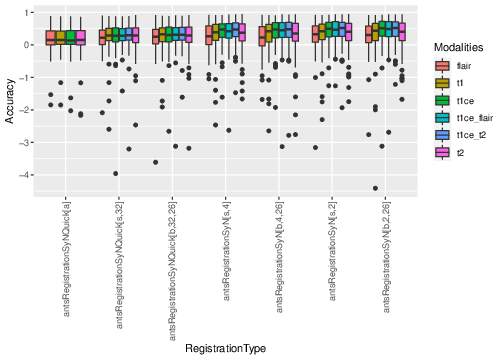 Accuracy
1
0
−1
−2
−3
−4
antsRegistrationSyNQuick[a]
antsRegistrationSyNQuick[s,32]
antsRegistrationSyNQuick[b,32,26]
antsRegistrationSyN[s,4]
antsRegistrationSyN[b,4,26]
antsRegistrationSyN[s,2]
antsRegistrationSyN[b,2,26]
RegistrationType
Modalities
flair
t1
t1ce
t1ce_flair
t1ce_t2
t2